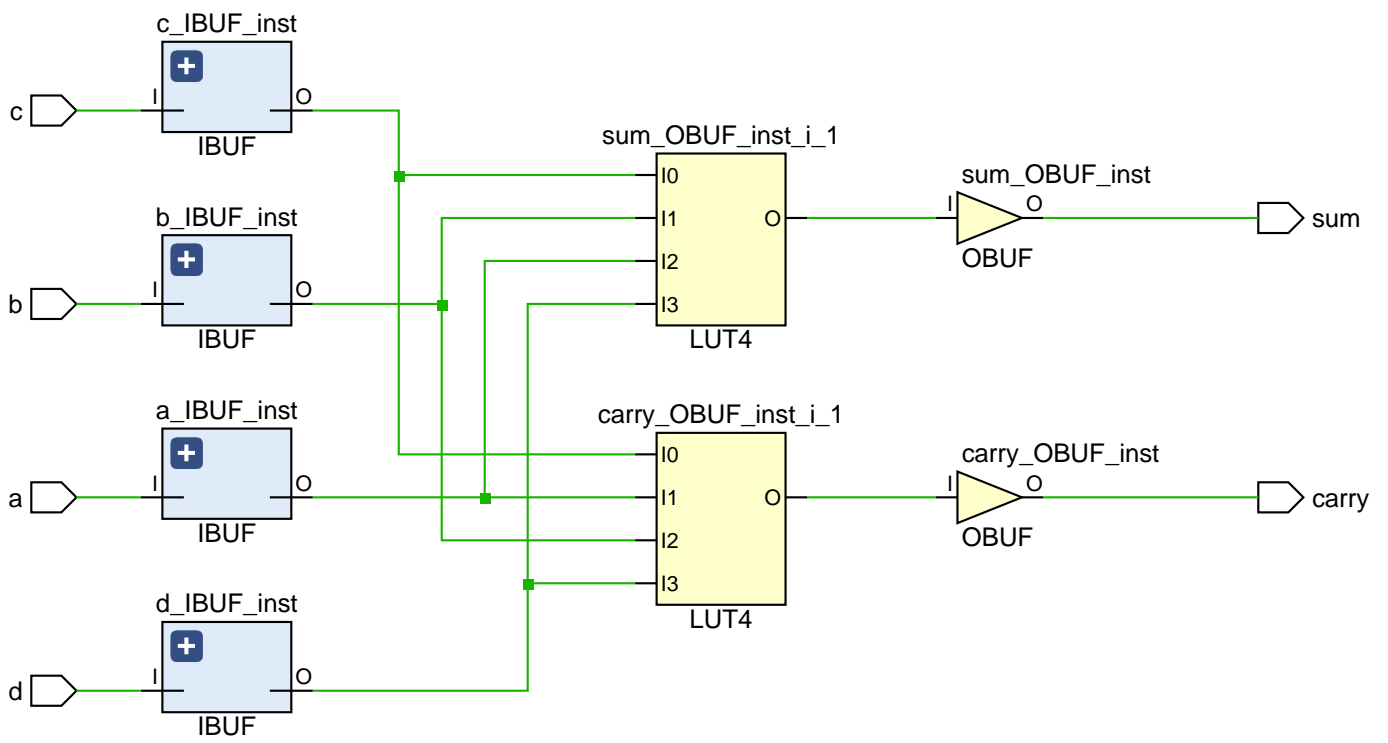 c_IBUF_inst
c
I
O
IBUF
b_IBUF_inst
b
I
O
IBUF
a_IBUF_inst
a
I
O
IBUF
d_IBUF_inst
d
I
O
IBUF
sum_OBUF_inst_i_1
I0
I1
I2
I3
O
LUT4
carry_OBUF_inst_i_1
I0
I1
I2
I3
O
LUT4
sum_OBUF_inst
I
O
OBUF
sum
carry_OBUF_inst
I
O
OBUF
carry